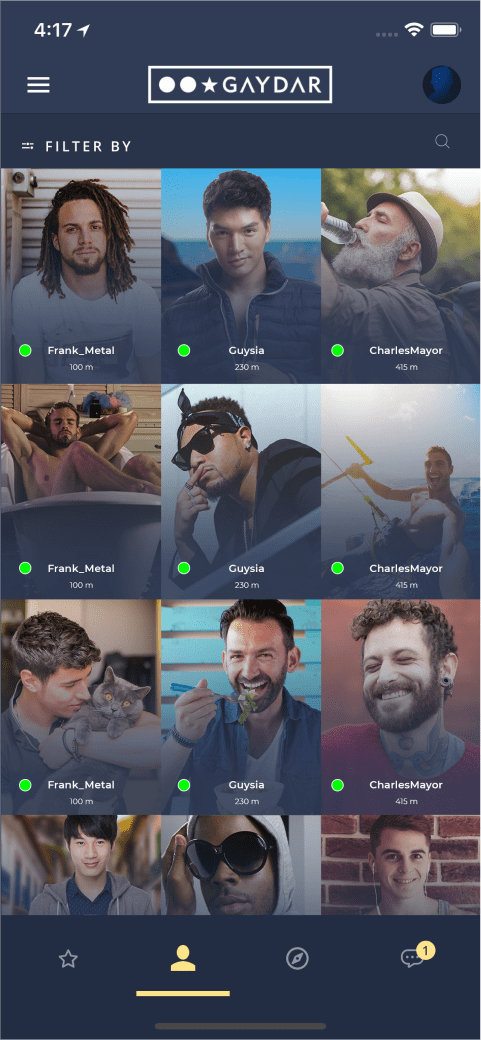 4:17
GAYDAR
FILTER BY
Frank_Metal
100 m
Guysia
230 m
CharlesMayor
415 m
Frank_Metal
100 m
Guysia
230 m
CharlesMayor
415 m
Frank_Metal
100 m
Guysia
230 m
CharlesMayor
415 m
1